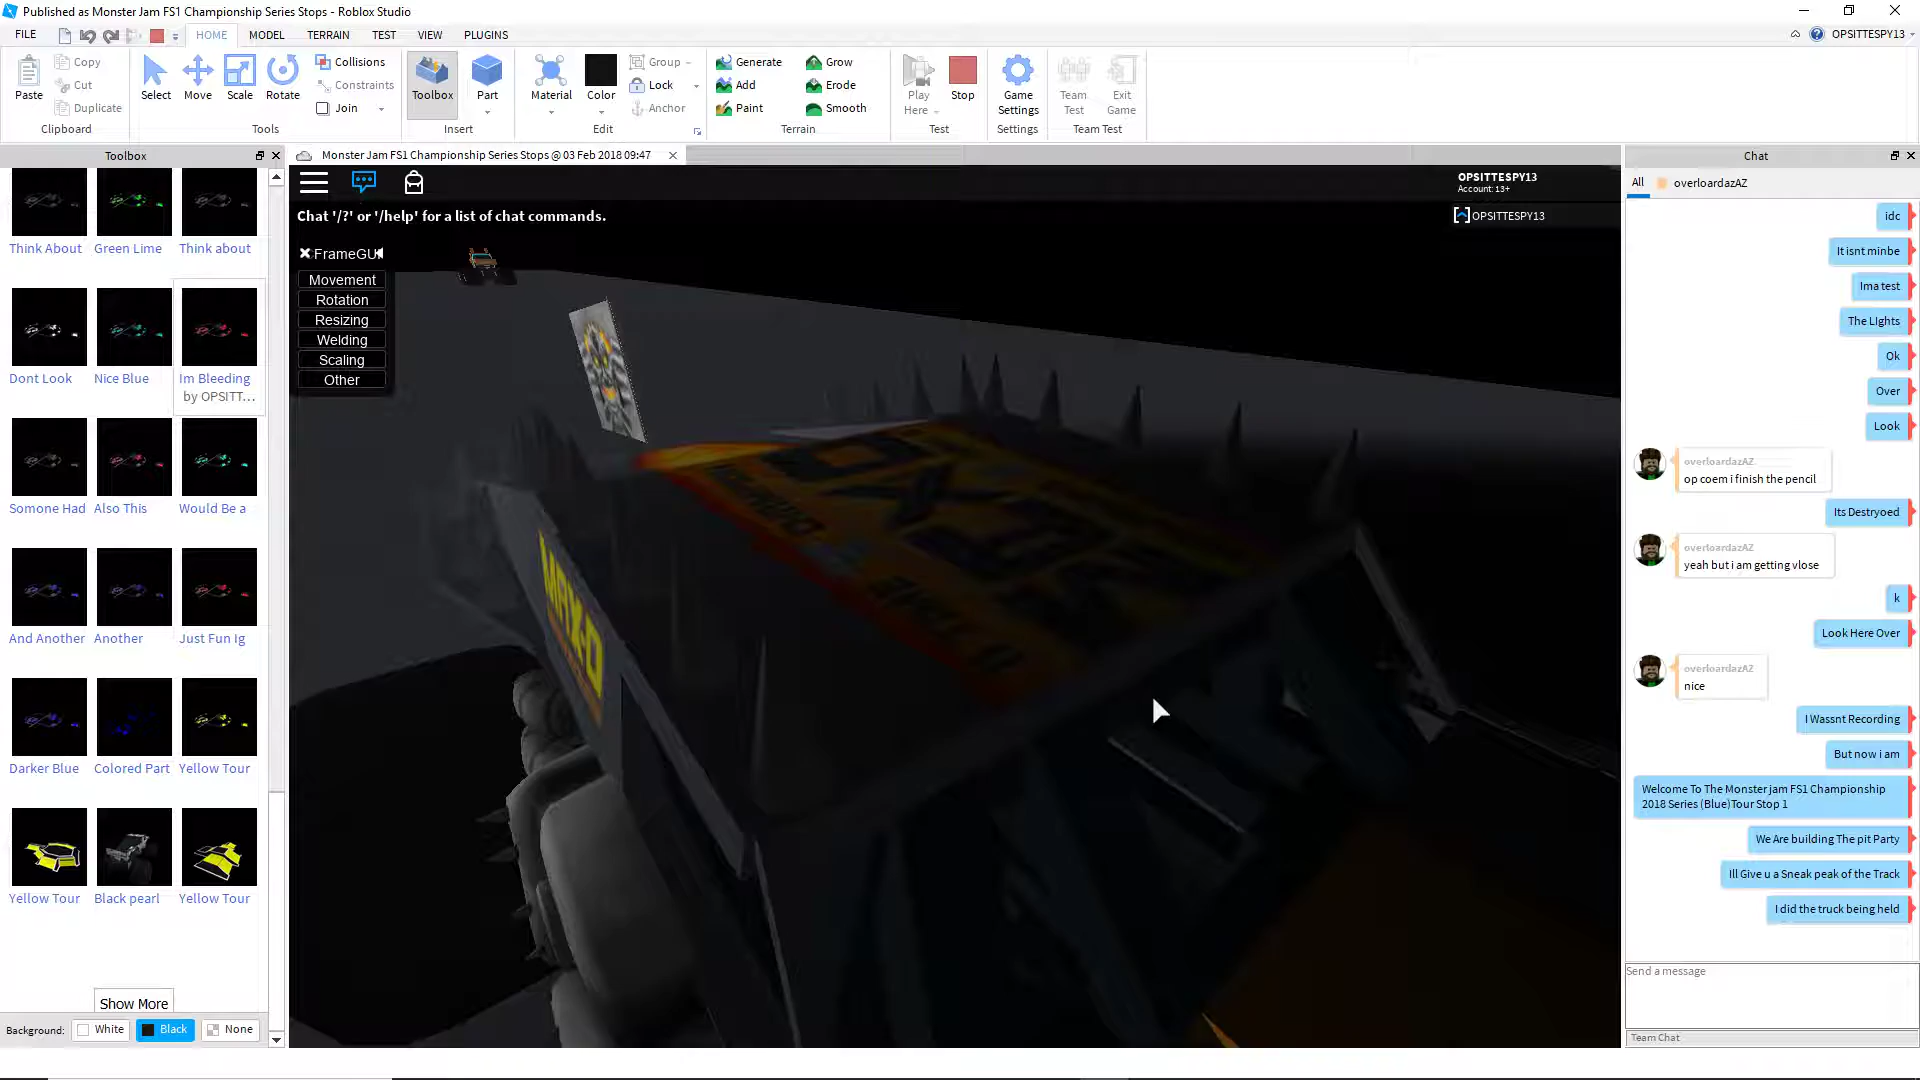 Published as Monster Jam FS1 Championship Series Stops - Roblox Studio
FILE HOME MODEL TERRAIN TEST VIEW PLUGINS OPSITTESPY13
Paste Copy Cut Duplicate
Clipboard
Select Move Scale Rotate Collisions Constraints Join
Tools
Toolbox Part
Insert
Material Color Group Lock Anchor
Edit
Generate Add Paint Grow Erode Smooth
Terrain
Play Here Stop
Test
Game Settings
Settings
Team Test Exit Game
Team Test
Toolbox
Think About Green Lime Think about
Dont Look Nice Blue Im Bleeding
by OPSITT...
Somone Had Also This Would Be a
And Another Another Just Fun Ig
Darker Blue Colored Part Yellow Tour
Yellow Tour Black pearl Yellow Tour
Show More
Background: White Black None
Monster Jam FS1 Championship Series Stops @ 03 Feb 2018 09:47
OPSITTESPY13
Account: 13+
OPSITTESPY13
Chat '/?' or '/help' for a list of chat commands.
FrameGUI
Movement
Rotation
Resizing
Welding
Scaling
Other
MAX-D
Chat
All overloardazAZ
idc
It isnt minbe
Ima test
The LIghts
Ok
Over
Look
overloardazAZ
op coem i finish the pencil
Its Destryoed
overloardazAZ
yeah but i am getting vlose
k
Look Here Over
overloardazAZ
nice
I Wassnt Recording
But now i am
Welcome To The Monster jam FS1 Championship
2018 Series (Blue)Tour Stop 1
We Are building The pit Party
Ill Give u a Sneak peak of the Track
I did the truck being held
Send a message
Team Chat